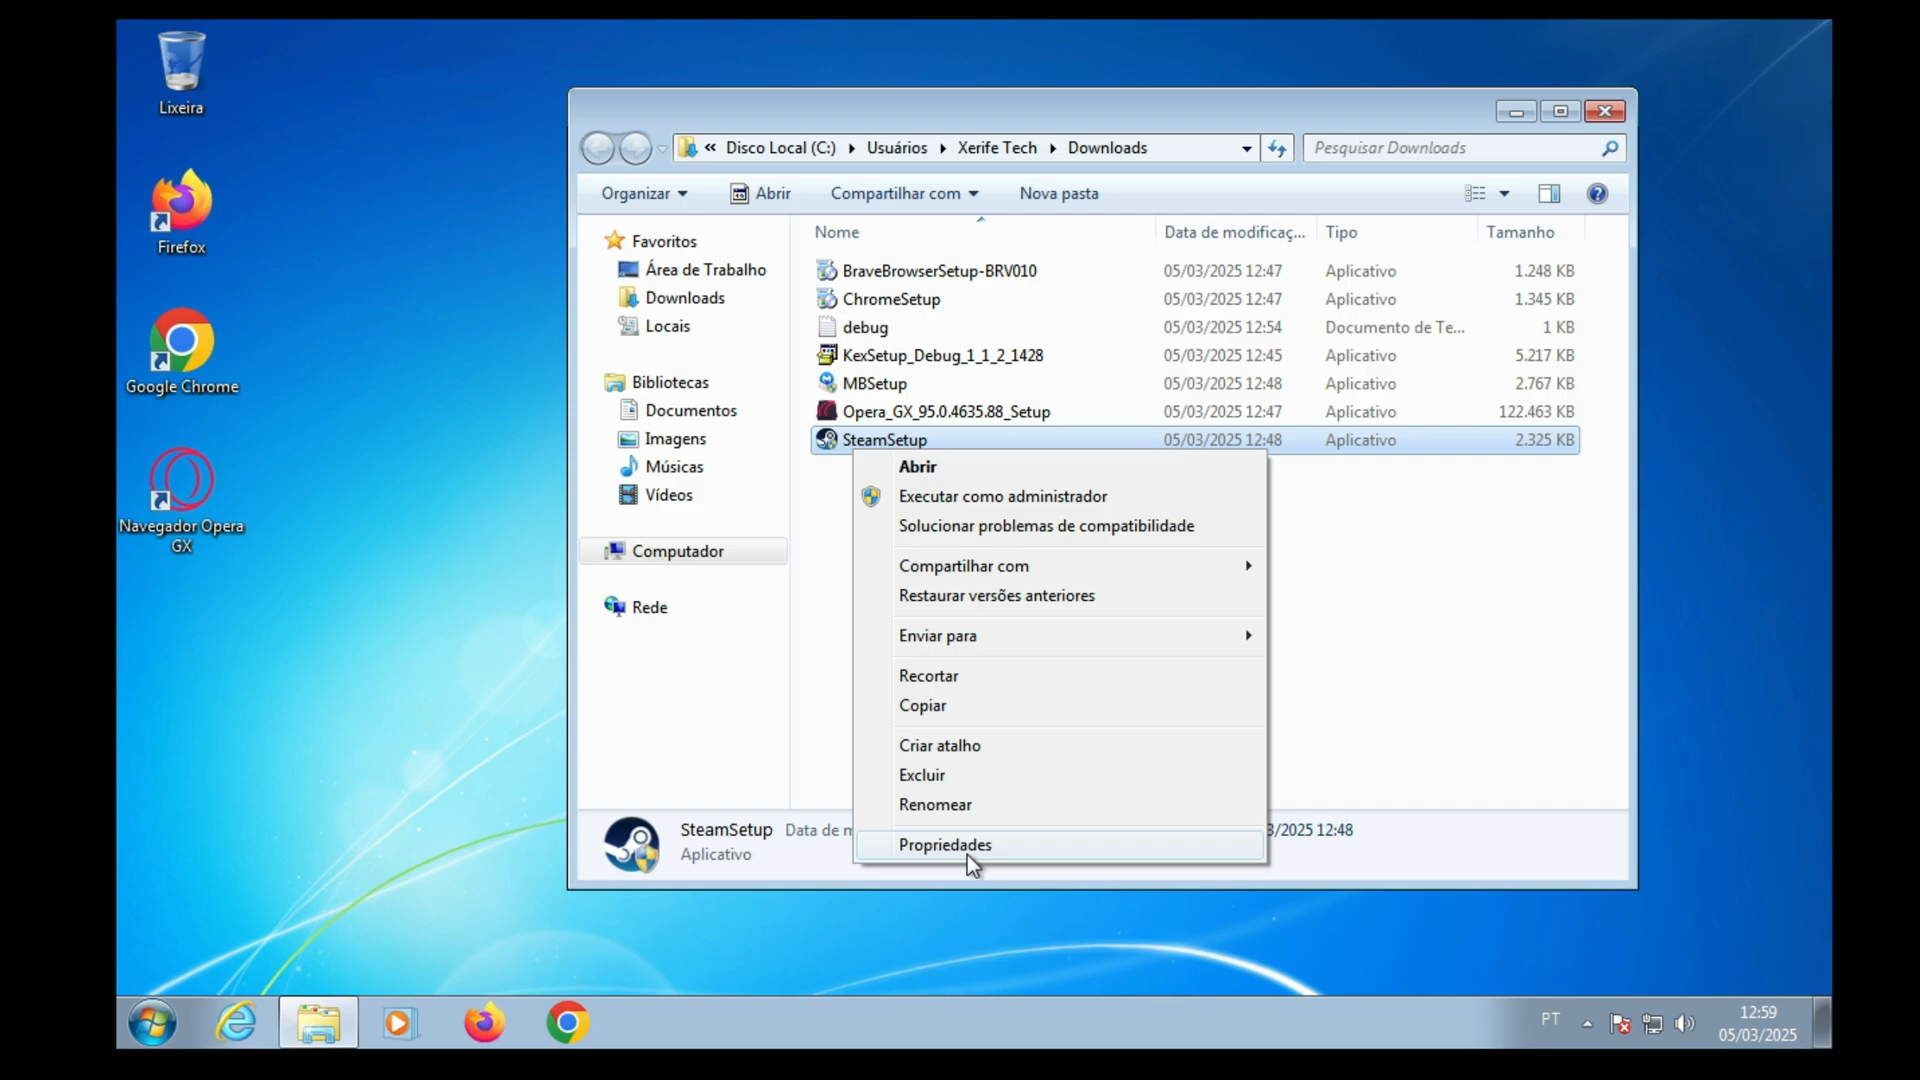 Lixeira
Firefox
Google Chrome
Navegador Opera
GX
« Disco Local (C:) Usuários Xerife Tech Downloads
Pesquisar Downloads
Organizar Abrir Compartilhar com Nova pasta
Favoritos
Área de Trabalho
Downloads
Locais
Bibliotecas
Documentos
Imagens
Músicas
Vídeos
Computador
Rede
Nome Data de modificaç... Tipo Tamanho
BraveBrowserSetup-BRV010 05/03/2025 12:47 Aplicativo 1.248 KB
ChromeSetup 05/03/2025 12:47 Aplicativo 1.345 KB
debug 05/03/2025 12:54 Documento de Te... 1 KB
KexSetup_Debug_1_1_2_1428 05/03/2025 12:45 Aplicativo 5.217 KB
MBSetup 05/03/2025 12:48 Aplicativo 2.767 KB
Opera_GX_95.0.4635.88_Setup 05/03/2025 12:47 Aplicativo 122.463 KB
SteamSetup 05/03/2025 12:48 Aplicativo 2.325 KB
Abrir
Executar como administrador
Solucionar problemas de compatibilidade
Compartilhar com
Restaurar versões anteriores
Enviar para
Recortar
Copiar
Criar atalho
Excluir
Renomear
Propriedades
SteamSetup Data de m 3/2025 12:48
Aplicativo
PT
12:59
05/03/2025